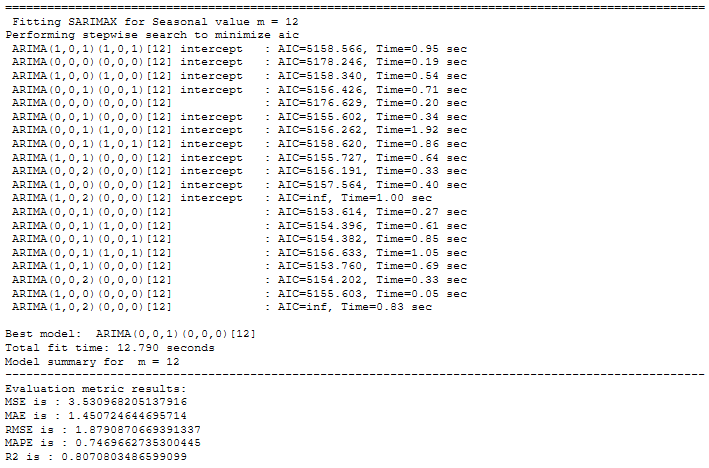 ================================================================================
Fitting SARIMAX for Seasonal value m = 12
Performing stepwise search to minimize aic
ARIMA(1,0,1)(1,0,1)[12] intercept : AIC=5158.566, Time=0.95 sec
ARIMA(0,0,0)(0,0,0)[12] intercept : AIC=5178.246, Time=0.19 sec
ARIMA(1,0,0)(1,0,0)[12] intercept : AIC=5158.340, Time=0.54 sec
ARIMA(0,0,1)(0,0,1)[12] intercept : AIC=5156.426, Time=0.71 sec
ARIMA(0,0,0)(0,0,0)[12] : AIC=5176.629, Time=0.20 sec
ARIMA(0,0,1)(0,0,0)[12] intercept : AIC=5155.602, Time=0.34 sec
ARIMA(0,0,1)(1,0,0)[12] intercept : AIC=5156.262, Time=1.92 sec
ARIMA(0,0,1)(1,0,1)[12] intercept : AIC=5158.620, Time=0.86 sec
ARIMA(1,0,1)(0,0,0)[12] intercept : AIC=5155.727, Time=0.64 sec
ARIMA(0,0,2)(0,0,0)[12] intercept : AIC=5156.191, Time=0.33 sec
ARIMA(1,0,0)(0,0,0)[12] intercept : AIC=5157.564, Time=0.40 sec
ARIMA(1,0,2)(0,0,0)[12] intercept : AIC=inf, Time=1.00 sec
ARIMA(0,0,1)(0,0,0)[12] : AIC=5153.614, Time=0.27 sec
ARIMA(0,0,1)(1,0,0)[12] : AIC=5154.396, Time=0.61 sec
ARIMA(0,0,1)(0,0,1)[12] : AIC=5154.382, Time=0.85 sec
ARIMA(0,0,1)(1,0,1)[12] : AIC=5156.633, Time=1.05 sec
ARIMA(1,0,1)(0,0,0)[12] : AIC=5153.760, Time=0.69 sec
ARIMA(0,0,2)(0,0,0)[12] : AIC=5154.202, Time=0.33 sec
ARIMA(1,0,0)(0,0,0)[12] : AIC=5155.603, Time=0.05 sec
ARIMA(1,0,2)(0,0,0)[12] : AIC=inf, Time=0.83 sec
Best model: ARIMA(0,0,1)(0,0,0)[12]
Total fit time: 12.790 seconds
Model summary for m = 12
--------------------------------------------------------------------------------
Evaluation metric results:
MSE is : 3.530968205137916
MAE is : 1.450724644695714
RMSE is : 1.8790870669391337
MAPE is : 0.7469662735300445
R2 is : 0.8070803486599099